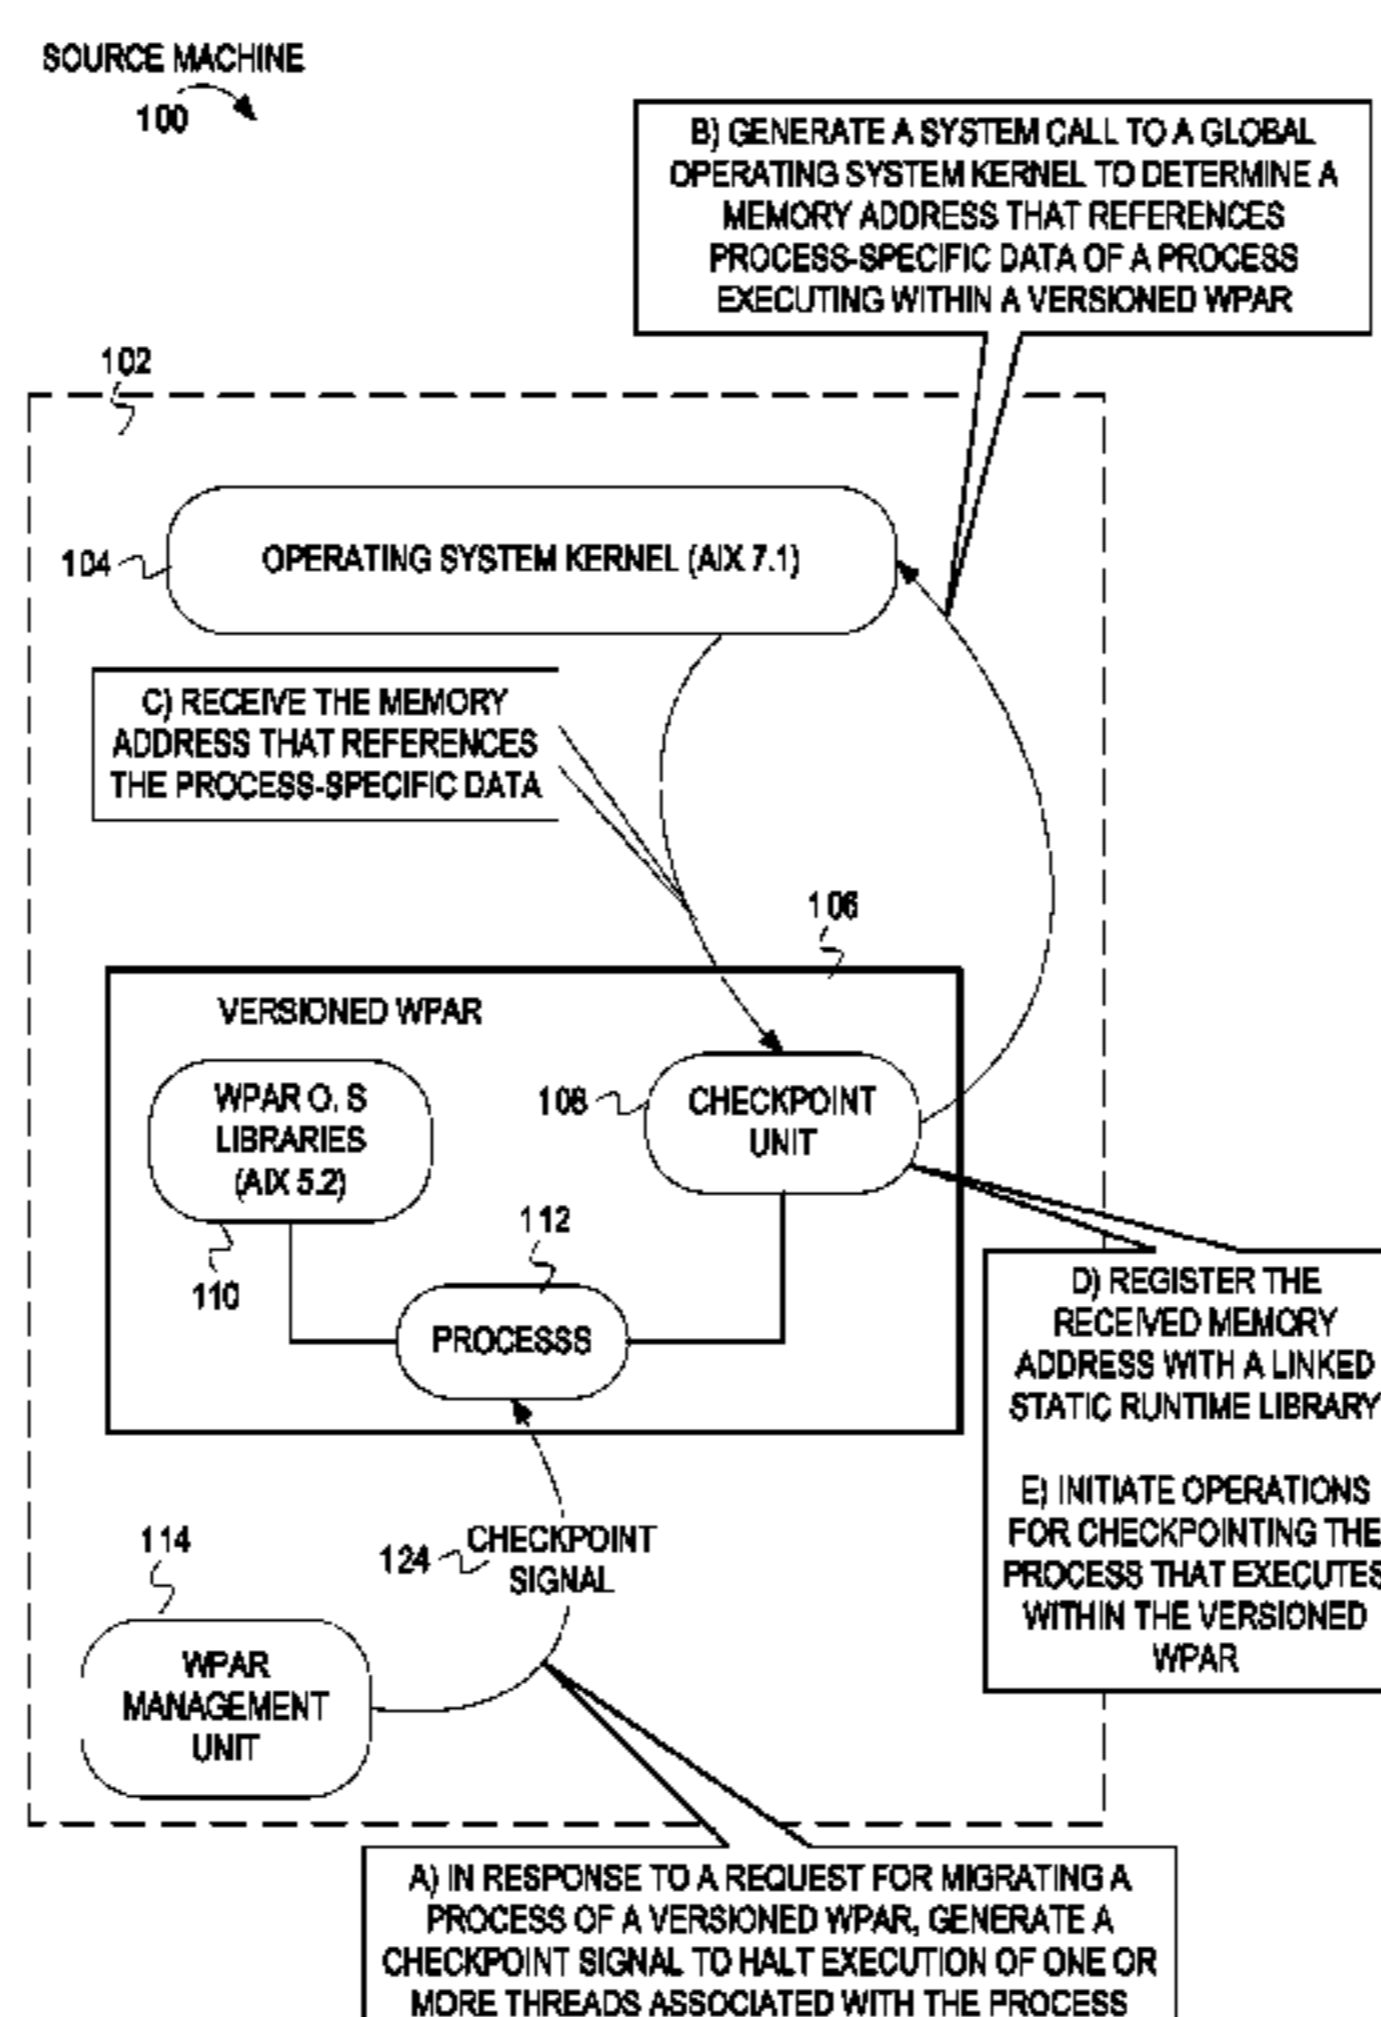 SOURCE MACHINE
100
B) GENERATE A SYSTEM CALL TO A GLOBAL
OPERATING SYSTEM KERNEL TO DETERMINE A
MEMORY ADDRESS THAT REFERENCES
PROCESS-SPECIFIC DATA OF A PROCESS
EXECUTING WITHIN A VERSIONED WPAR
102
104
OPERATING SYSTEM KERNEL (AIX 7.1)
C) RECEIVE THE MEMORY
ADDRESS THAT REFERENCES
THE PROCESS-SPECIFIC DATA
106
VERSIONED WPAR
WPAR O. S
LIBRARIES
(AIX 5.2)
110
108
CHECKPOINT
UNIT
112
PROCESSS
D) REGISTER THE
RECEIVED MEMORY
ADDRESS WITH A LINKED
STATIC RUNTIME LIBRARY
E) INITIATE OPERATIONS
FOR CHECKPOINTING THE
PROCESS THAT EXECUTES
WITHIN THE VERSIONED
WPAR
124
CHECKPOINT
SIGNAL
114
WPAR
MANAGEMENT
UNIT
A) IN RESPONSE TO A REQUEST FOR MIGRATING A
PROCESS OF A VERSIONED WPAR, GENERATE A
CHECKPOINT SIGNAL TO HALT EXECUTION OF ONE OR
MORE THREADS ASSOCIATED WITH THE PROCESS